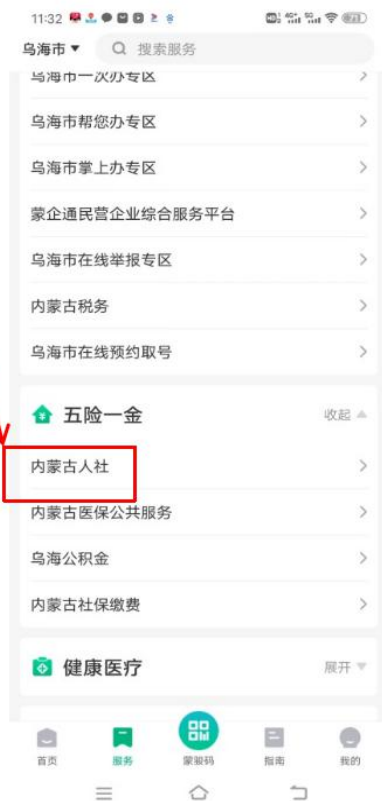 11:32
乌海市▼ 搜索服务
乌海市一次办专区
乌海市帮您办专区
乌海市掌上办专区
蒙企通民营企业综合服务平台
乌海市在线举报专区
内蒙古税务
乌海市在线预约取号
五险一金 收起
内蒙古人社
内蒙古医保公共服务
乌海公积金
内蒙古社保缴费
健康医疗 展开
首页 服务 蒙骏码 指南 我的